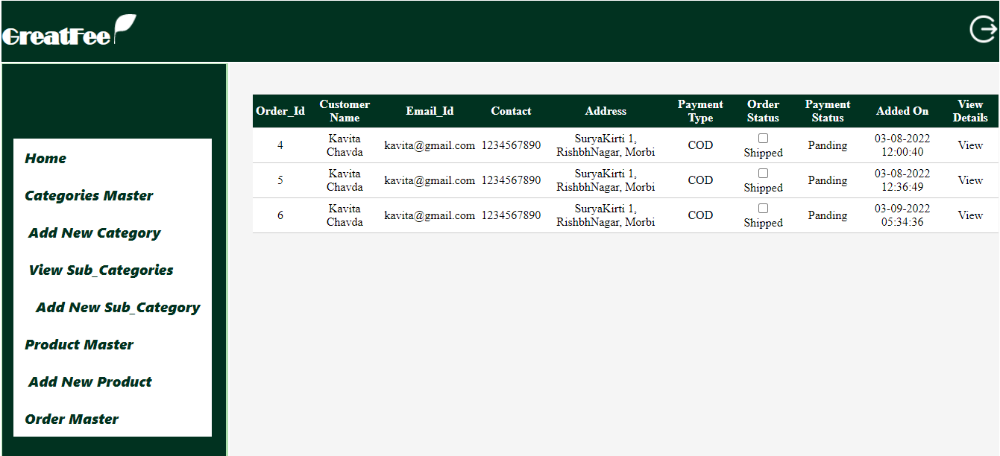 GreatFee
Home
Categories Master
Add New Category
View Sub_Categories
Add New Sub_Category
Product Master
Add New Product
Order Master
Order_Id Customer Name Email_Id Contact Address Payment Type Order Status Payment Status Added On View Details
4 Kavita Chavda kavita@gmail.com 1234567890 SuryaKirti 1, RishbhNagar, Morbi COD Shipped Panding 03-08-2022 12:00:40 View
5 Kavita Chavda kavita@gmail.com 1234567890 SuryaKirti 1, RishbhNagar, Morbi COD Shipped Panding 03-08-2022 12:36:49 View
6 Kavita Chavda kavita@gmail.com 1234567890 SuryaKirti 1, RishbhNagar, Morbi COD Shipped Panding 03-09-2022 05:34:36 View